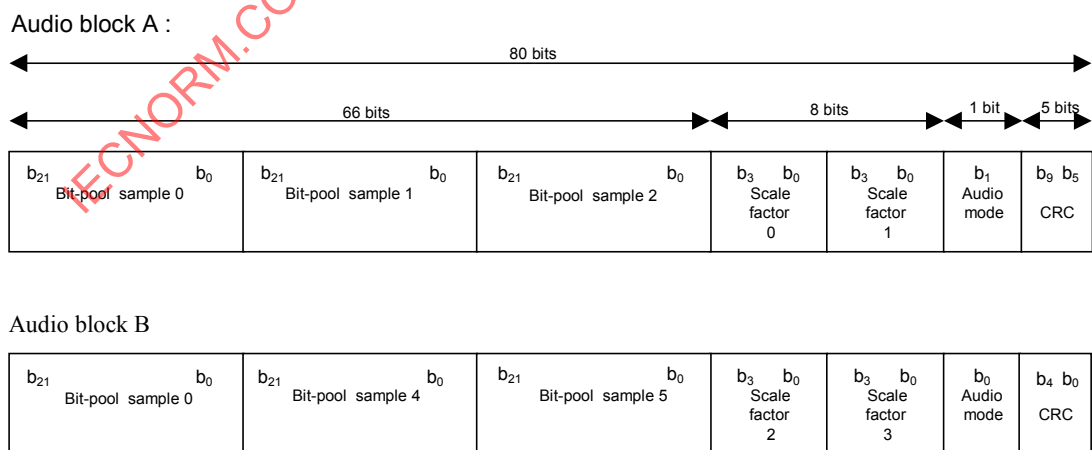 Audio block A :
80 bits
66 bits
8 bits
1 bit
5 bits
b21 b0
Bit-pool sample 0
b21 b0
Bit-pool sample 1
b21 b0
Bit-pool sample 2
b3 b0
Scale
factor
0
b3 b0
Scale
factor
1
b1
Audio
mode
b9 b5
CRC
Audio block B
b21 b0
Bit-pool sample 0
b21 b0
Bit-pool sample 4
b21 b0
Bit-pool sample 5
b3 b0
Scale
factor
2
b3 b0
Scale
factor
3
b0
Audio
mode
b4 b0
CRC